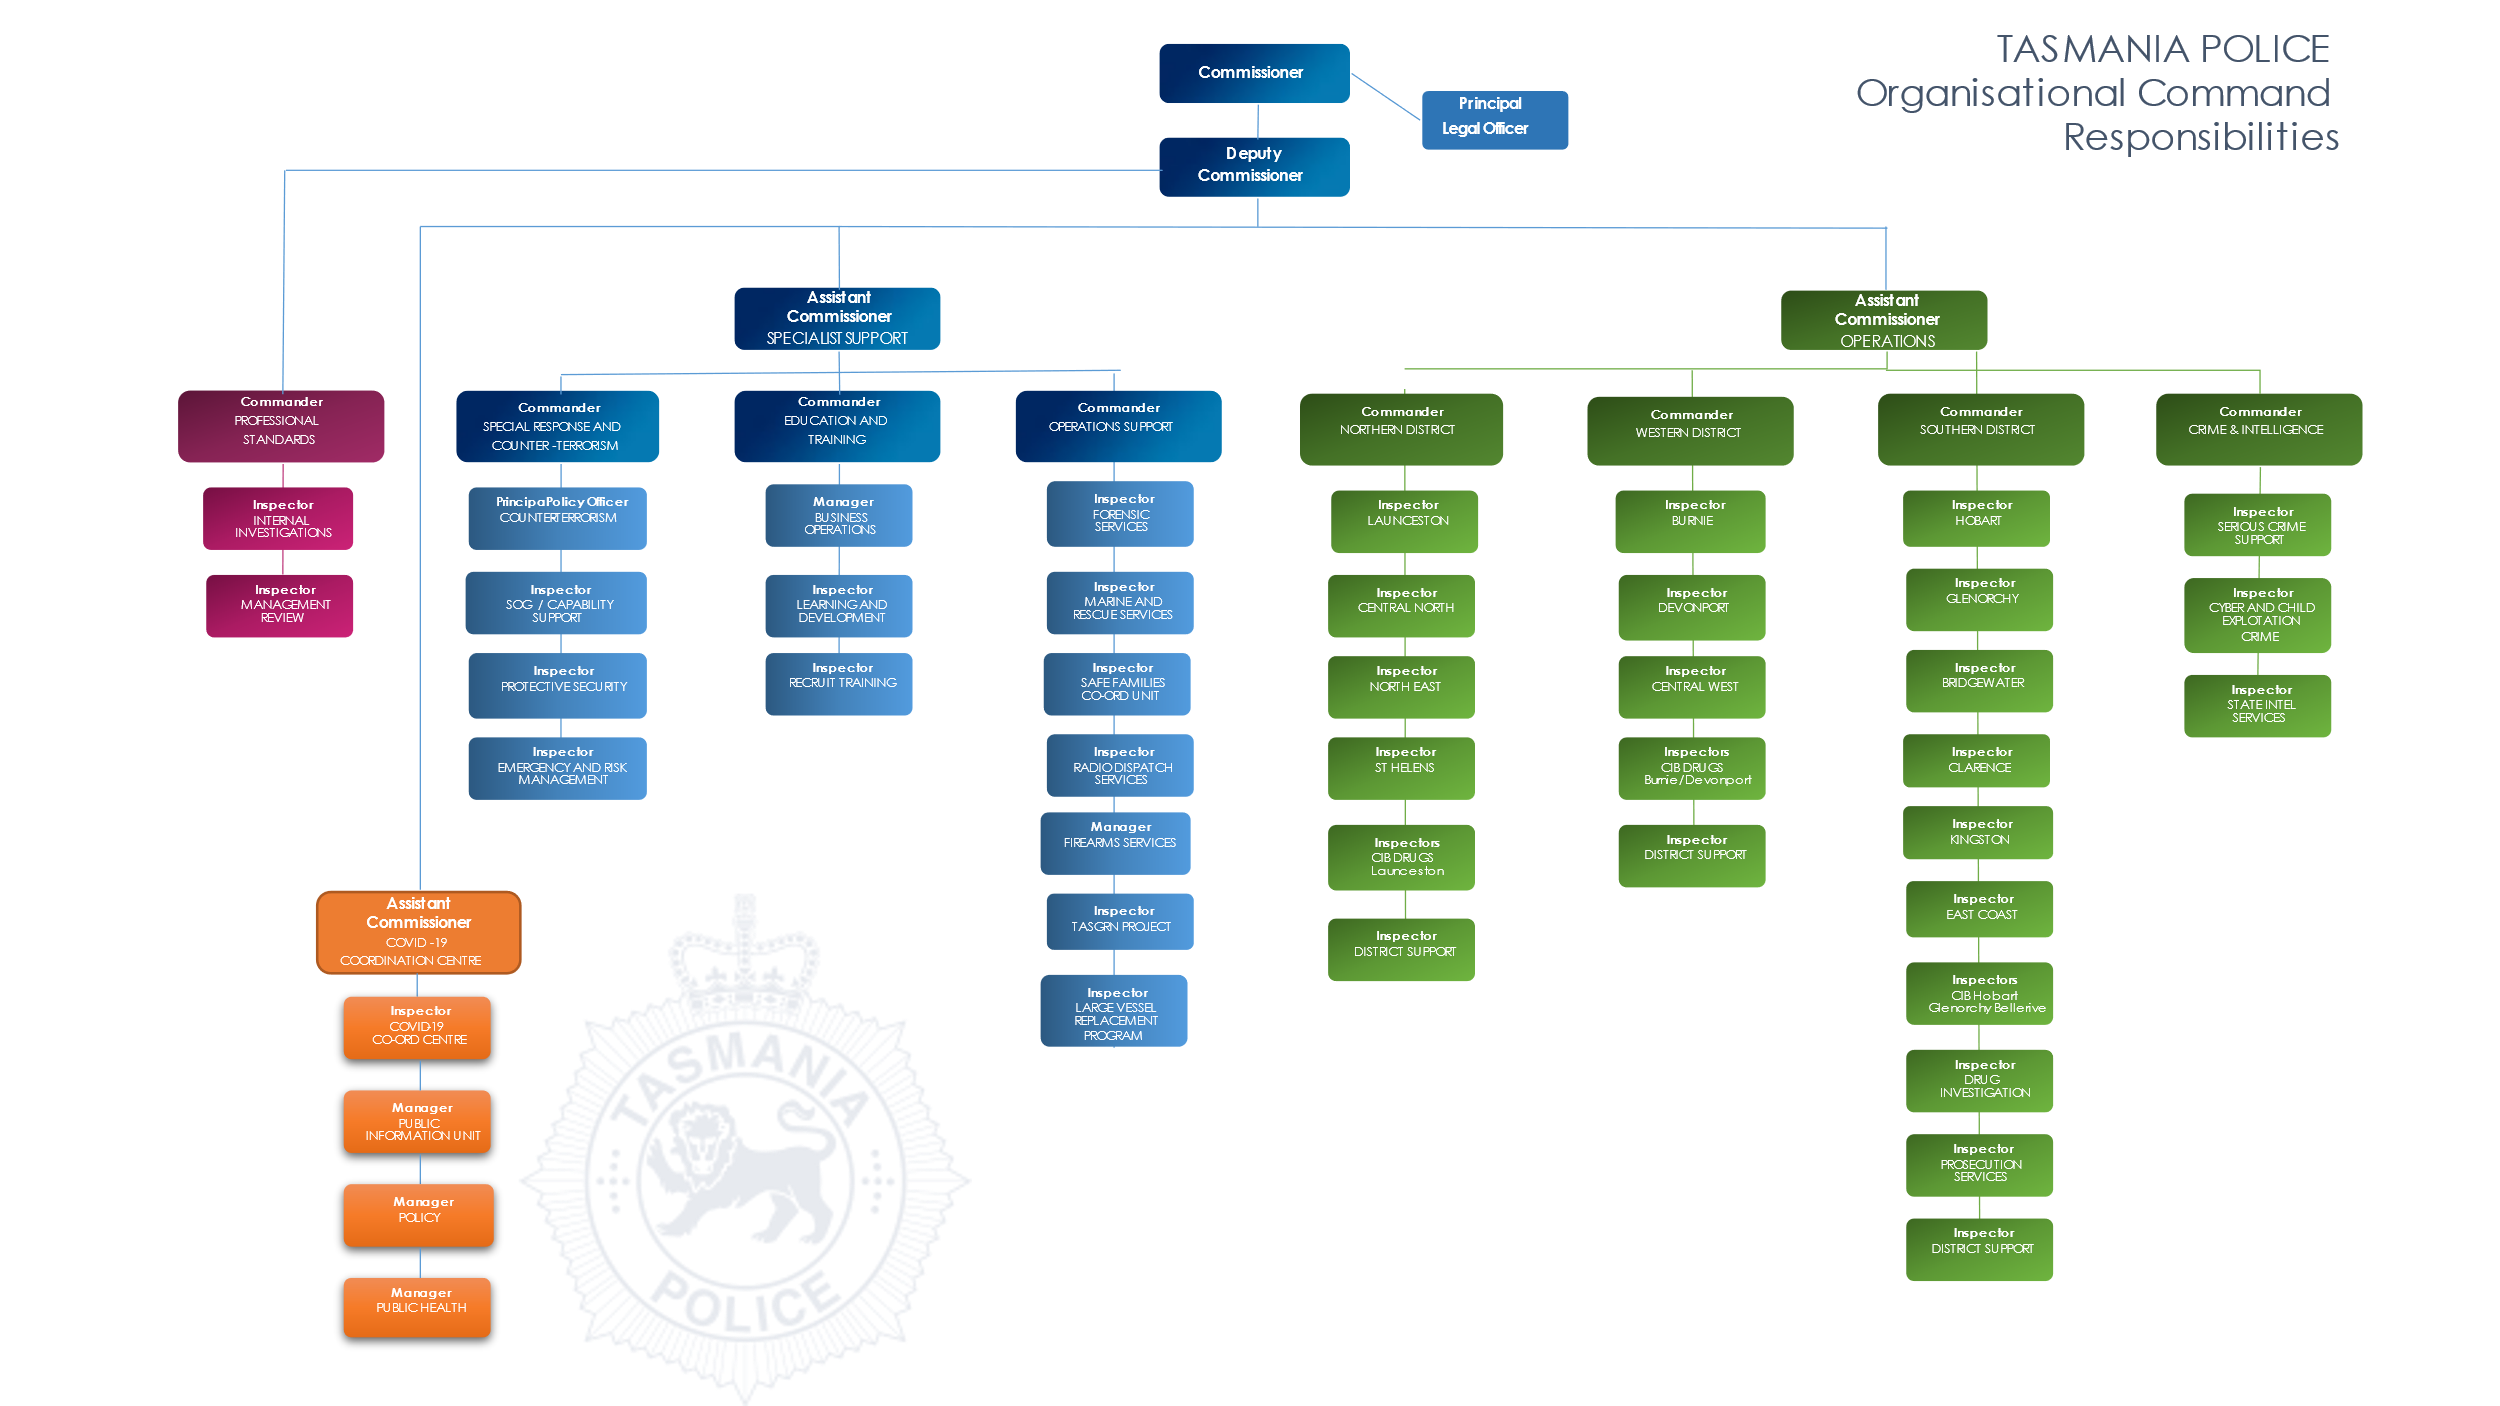 TASMANIA POLICE
Organisational Command
Responsibilities
Commissioner
Principal
Legal Officer
Deputy
Commissioner
Assistant
Commissioner
SPECIALIST SUPPORT
Assistant
Commissioner
OPERATIONS
Commander
PROFESSIONAL
STANDARDS
Inspector
INTERNAL
INVESTIGATIONS
Inspector
MANAGEMENT
REVIEW
Commander
SPECIAL RESPONSE AND
COUNTER -TERRORISM
PrincipaPolicy Officer
COUNTERTERRORISM
Inspector
SOG / CAPABILITY
SUPPORT
Inspector
PROTECTIVE SECURITY
Inspector
EMERGENCY AND RISK
MANAGEMENT
Commander
EDUCATION AND
TRAINING
Manager
BUSINESS
OPERATIONS
Inspector
LEARNING AND
DEVELOPMENT
Inspector
RECRUIT TRAINING
Commander
OPERATIONS SUPPORT
Inspector
FORENSIC
SERVICES
Inspector
MARINE AND
RESCUE SERVICES
Inspector
SAFE FAMILIES
CO-ORD UNIT
Inspector
RADIO DISPATCH
SERVICES
Manager
FIREARMS SERVICES
Inspector
TASGRN PROJECT
Inspector
LARGE VESSEL
REPLACEMENT
PROGRAM
Commander
NORTHERN DISTRICT
Inspector
LAUNCESTON
Inspector
CENTRAL NORTH
Inspector
NORTH EAST
Inspector
ST HELENS
Inspectors
CIB DRUGS
Launceston
Inspector
DISTRICT SUPPORT
Commander
WESTERN DISTRICT
Inspector
BURNIE
Inspector
DEVONPORT
Inspector
CENTRAL WEST
Inspectors
CIB DRUGS
Burnie / Devonport
Inspector
DISTRICT SUPPORT
Commander
SOUTHERN DISTRICT
Inspector
HOBART
Inspector
GLENORCHY
Inspector
BRIDGEWATER
Inspector
CLARENCE
Inspector
KINGSTON
Inspector
EAST COAST
Inspectors
CIB Hobart
Glenorchy Bellerive
Inspector
DRUG
INVESTIGATION
Inspector
PROSECUTION
SERVICES
Inspector
DISTRICT SUPPORT
Commander
CRIME & INTELLIGENCE
Inspector
SERIOUS CRIME
SUPPORT
Inspector
CYBER AND CHILD
EXPLOTATION
CRIME
Inspector
STATE INTEL
SERVICES
Assistant
Commissioner
COVID -19
COORDINATION CENTRE
Inspector
COVID-19
CO-ORD CENTRE
Manager
PUBLIC
INFORMATION UNIT
Manager
POLICY
Manager
PUBLIC HEALTH
TASMANIA
POLICE